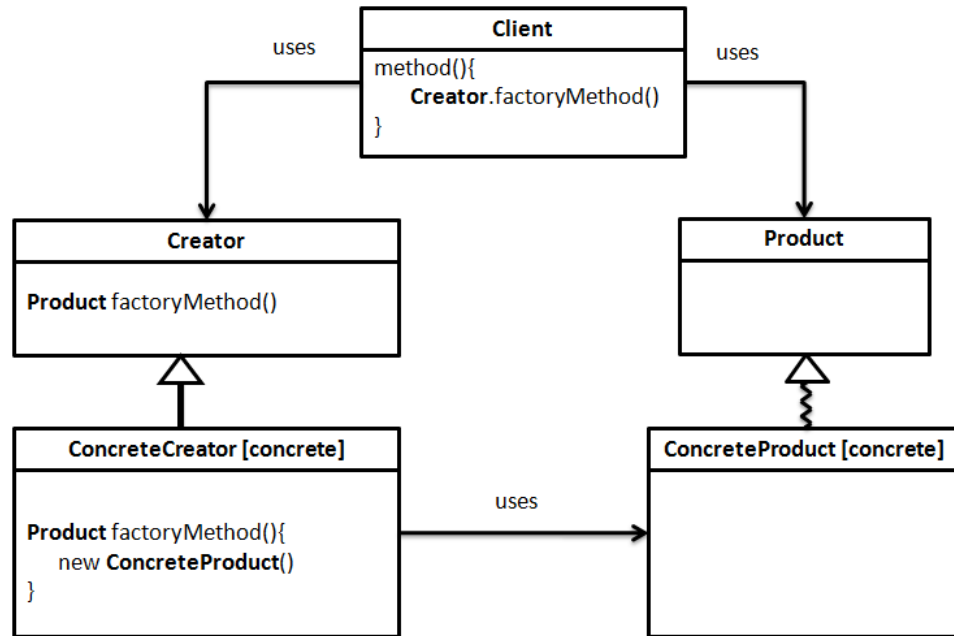 Client
uses
uses
method(){
Creator.factoryMethod()
}
Creator
Product
Product factoryMethod()
ConcreteCreator [concrete]
ConcreteProduct [concrete]
uses
Product factoryMethod(){
new ConcreteProduct()
}